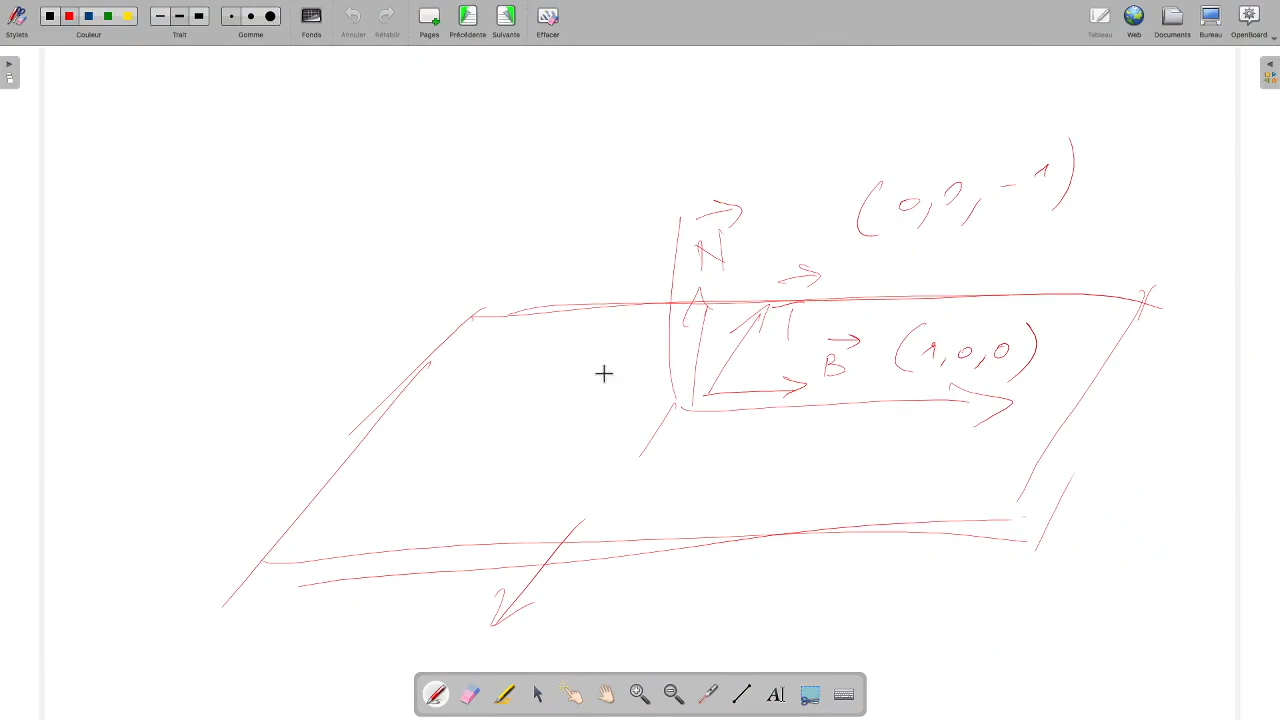 Stylets Couleur Trait Gomme Fonds Annuler Rétablir Pages Précédente Suivante Effacer Tableau Web Documents Bureau OpenBoard
(0, 0, -1)
N
T
B (1, 0, 0)
AI